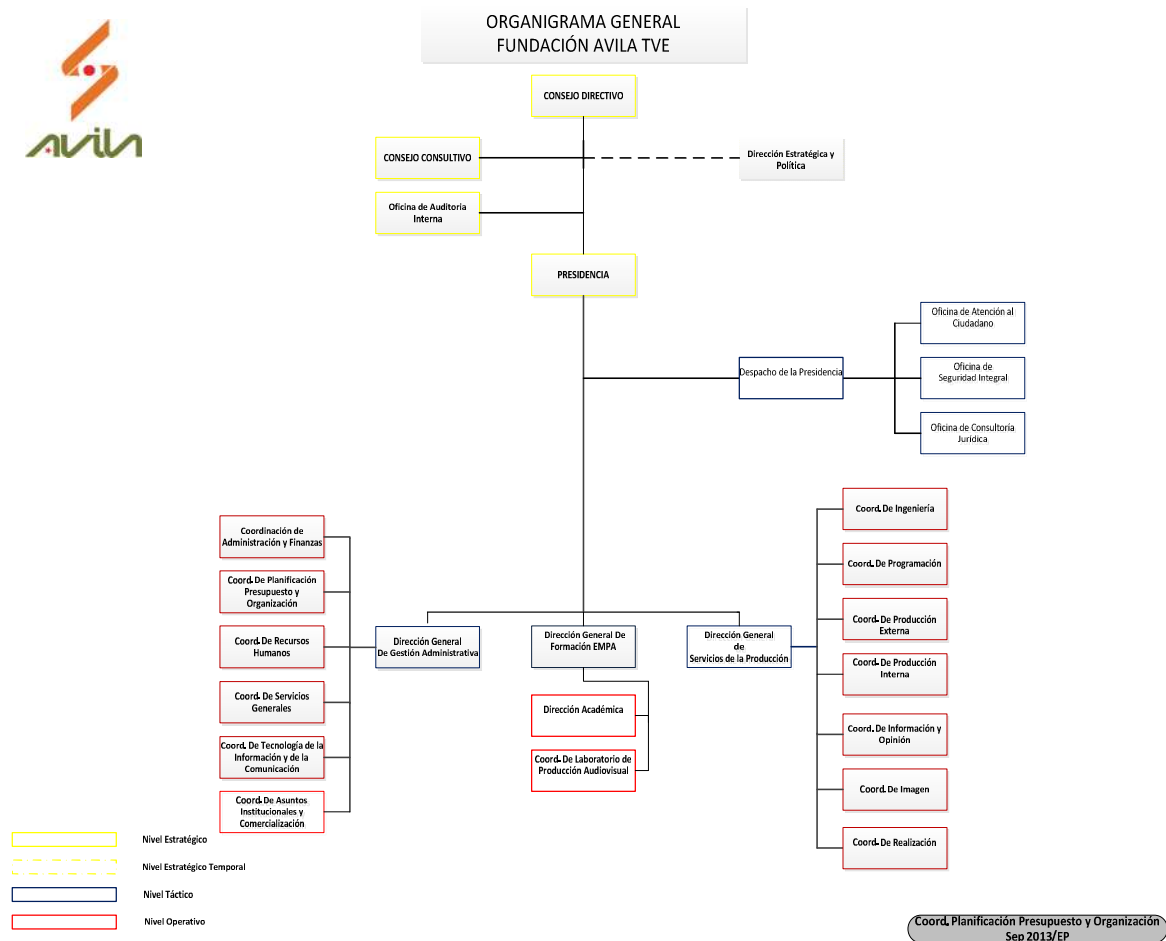 ORGANIGRAMA GENERAL
FUNDACIÓN AVILA TVE
AVILA
CONSEJO DIRECTIVO
CONSEJO CONSULTIVO
Dirección Estratégica y
Política
Oficina de Auditoria
Interna
PRESIDENCIA
Oficina de Atención al
Ciudadano
Despacho de la Presidencia
Oficina de
Seguridad Integral
Oficina de Consultoría
Jurídica
Coordinación de
Administración y Finanzas
Coord. De Planificación
Presupuesto y
Organización
Coord. De Recursos
Humanos
Coord. De Servicios
Generales
Coord. De Tecnología de la
Información y de la
Comunicación
Coord. De Asuntos
Institucionales y
Comercialización
Dirección General
De Gestión Administrativa
Dirección General De
Formación EMPA
Dirección Académica
Coord. De Laboratorio de
Producción Audiovisual
Dirección General
de
Servicios de la Producción
Coord. De Ingeniería
Coord. De Programación
Coord. De Producción
Externa
Coord. De Producción
Interna
Coord. De Información y
Opinión
Coord. De Imagen
Coord. De Realización
Nivel Estratégico
Nivel Estratégico Temporal
Nivel Táctico
Nivel Operativo
Coord. Planificación Presupuesto y Organización
Sep 2013/EP